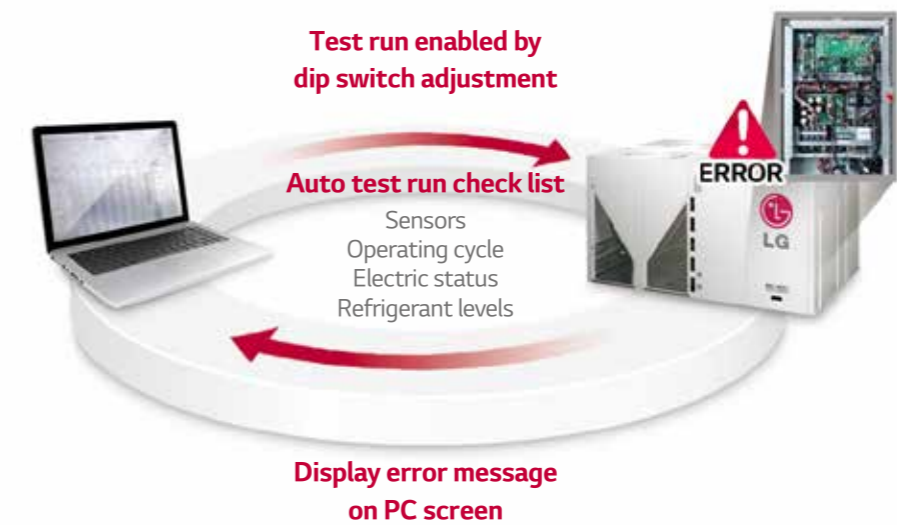 Test run enabled by
dip switch adjustment
ERROR
Auto test run check list
Sensors
Operating cycle
Electric status
Refrigerant levels
LG
Display error message
on PC screen